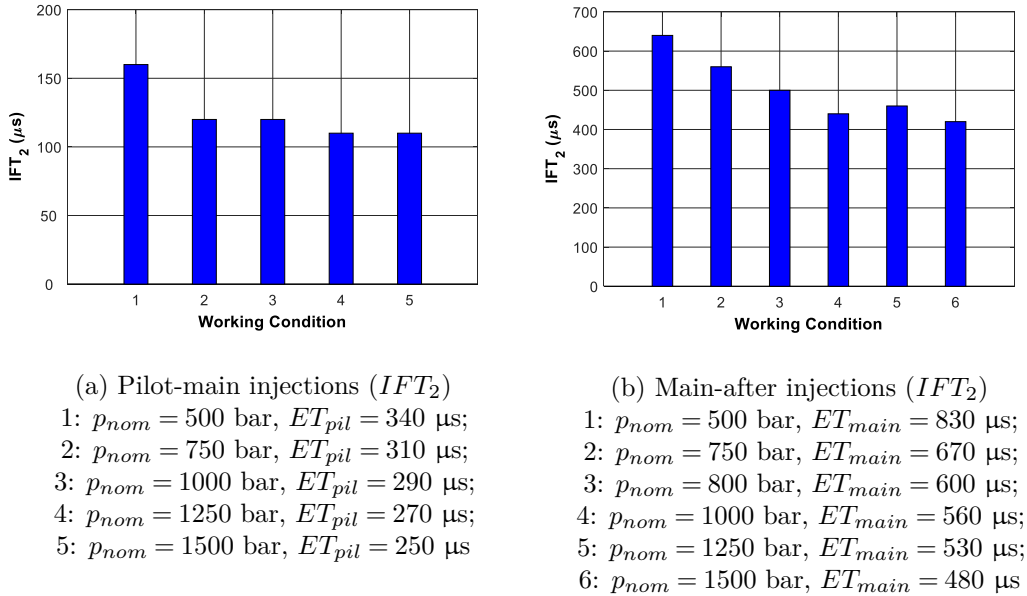 200
150
100
50
0
IFT2 (μs)
1 2 3 4 5
Working Condition
(a) Pilot-main injections (IFT2)
1: pnom = 500 bar, ETpil = 340 μs;
2: pnom = 750 bar, ETpil = 310 μs;
3: pnom = 1000 bar, ETpil = 290 μs;
4: pnom = 1250 bar, ETpil = 270 μs;
5: pnom = 1500 bar, ETpil = 250 μs
700
600
500
400
300
200
100
0
IFT2 (μs)
1 2 3 4 5 6
Working Condition
(b) Main-after injections (IFT2)
1: pnom = 500 bar, ETmain = 830 μs;
2: pnom = 750 bar, ETmain = 670 μs;
3: pnom = 800 bar, ETmain = 600 μs;
4: pnom = 1000 bar, ETmain = 560 μs;
5: pnom = 1250 bar, ETmain = 530 μs;
6: pnom = 1500 bar, ETmain = 480 μs